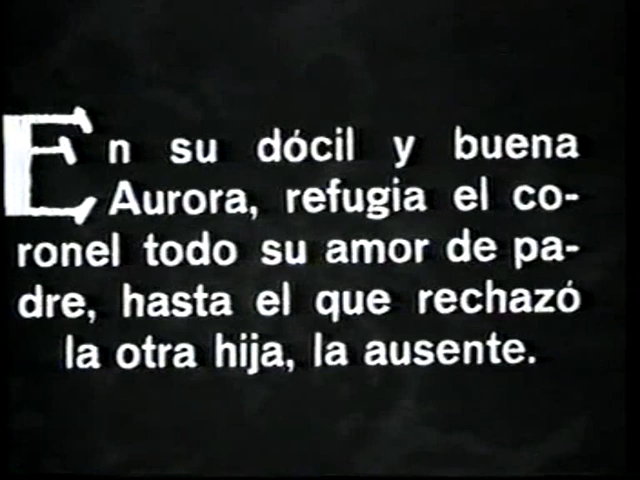 En su dócil y buena
Aurora, refugia el co-
ronel todo su amor de pa-
dre, hasta el que rechazó
la otra hija, la ausente.